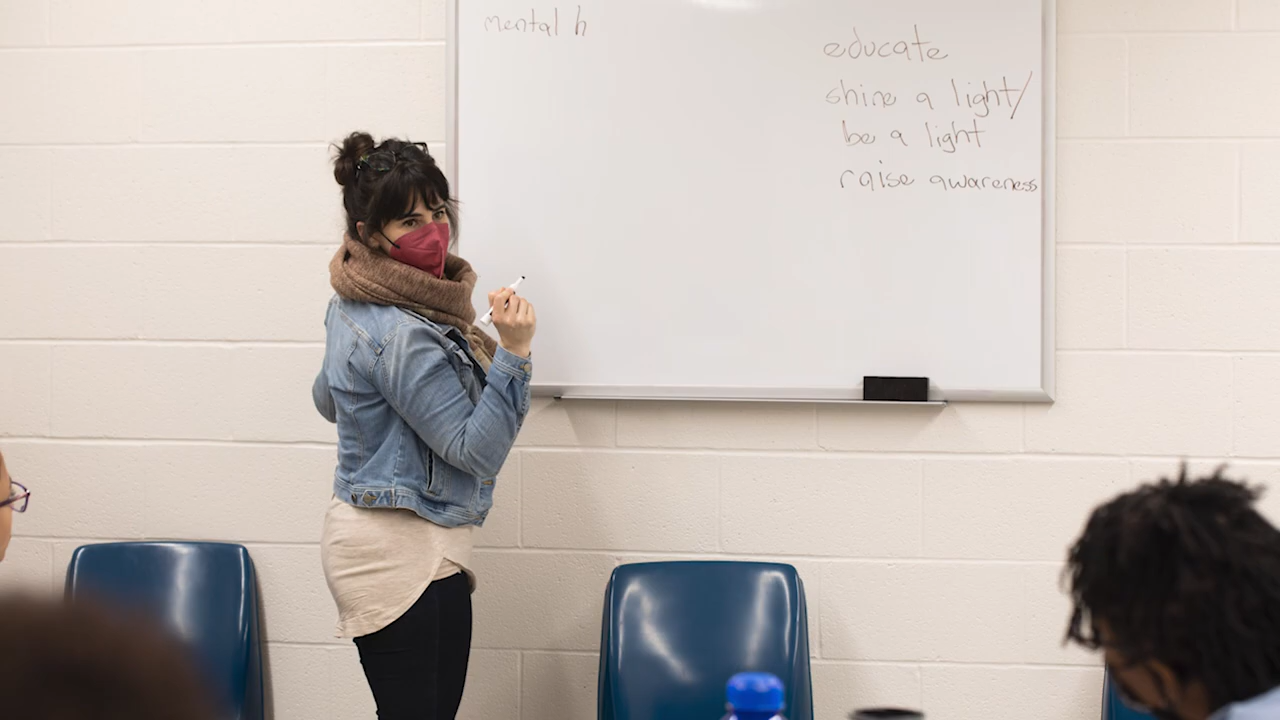 mental h
educate
shine a light/
be a light
raise awareness